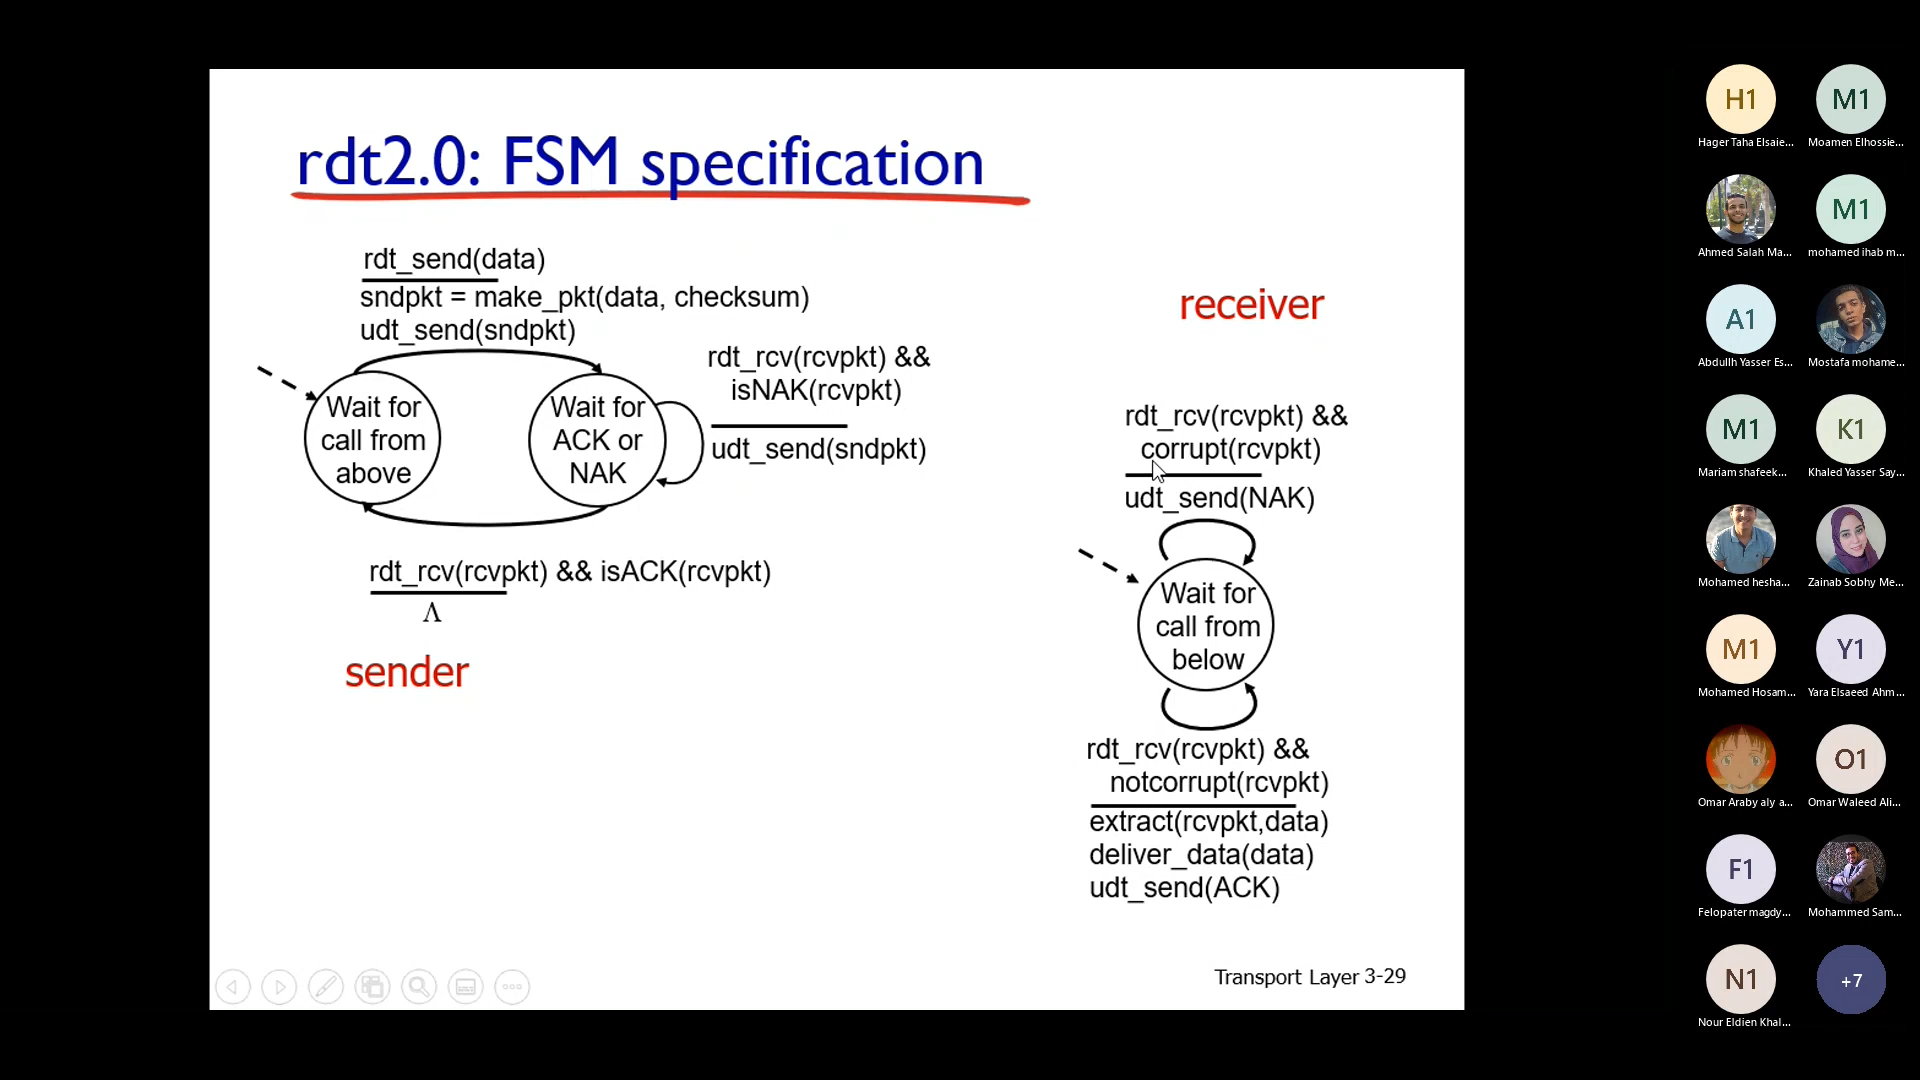 rdt2.0: FSM specification
rdt_send(data)
sndpkt = make_pkt(data, checksum)
udt_send(sndpkt)
Wait for
call from
above
Wait for
ACK or
NAK
rdt_rcv(rcvpkt) &&
isNAK(rcvpkt)
udt_send(sndpkt)
rdt_rcv(rcvpkt) && isACK(rcvpkt)
Λ
sender
receiver
rdt_rcv(rcvpkt) &&
corrupt(rcvpkt)
udt_send(NAK)
Wait for
call from
below
rdt_rcv(rcvpkt) &&
notcorrupt(rcvpkt)
extract(rcvpkt,data)
deliver_data(data)
udt_send(ACK)
Transport Layer 3-29
H1
Hager Taha Elsaie...
M1
Moamen Elhossie...
Ahmed Salah Ma...
M1
mohamed ihab m...
A1
Abdullh Yasser Es...
Mostafa mohame...
M1
Mariam shafeek...
K1
Khaled Yasser Say...
Mohamed hesha...
Zainab Sobhy Me...
M1
Mohamed Hosam...
Y1
Yara Elsaeed Ahm...
Omar Araby aly a...
O1
Omar Waleed Ali...
F1
Felopater magdy...
Mohammed Sam...
N1
Nour Eldien Khal...
+7